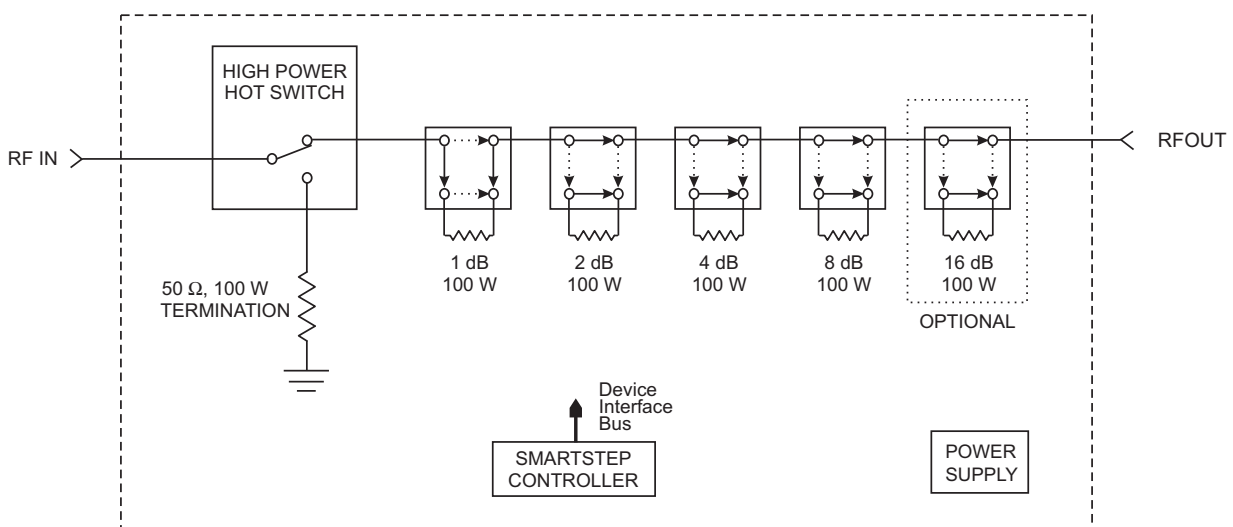 HIGH POWER
HOT SWITCH
RF IN
RFOUT
1 dB
100 W
2 dB
100 W
4 dB
100 W
8 dB
100 W
16 dB
100 W
OPTIONAL
50 Ω, 100 W
TERMINATION
Device
Interface
Bus
SMARTSTEP
CONTROLLER
POWER
SUPPLY